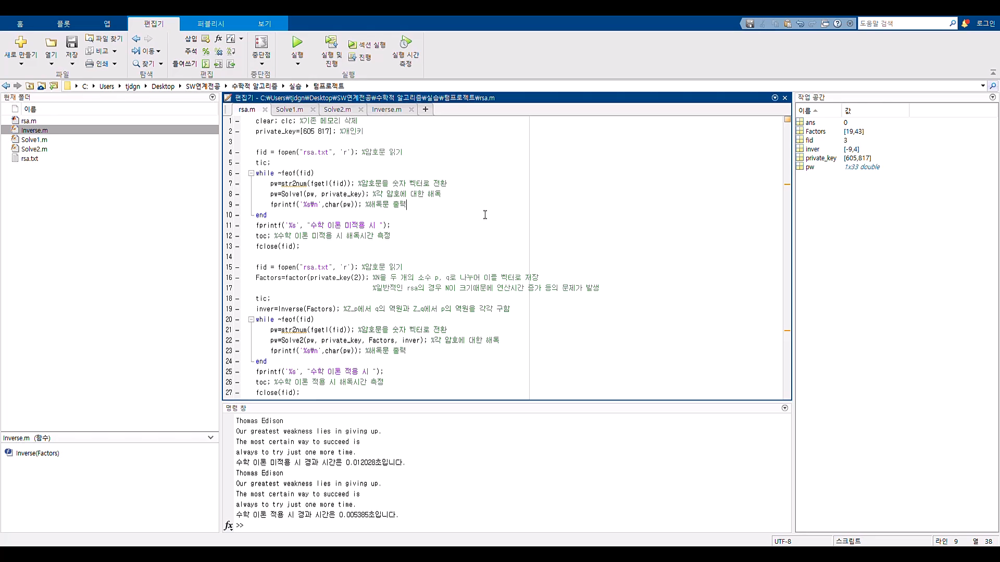 홈 플롯 앱 편집기 퍼블리시 보기 도움말 검색 로그인
새로 만들기 열기 저장 파일 찾기 비교 인쇄 이동 찾기 삽입 주석 들여쓰기 중단점 실행 실행 및 진행 섹션 실행 진행 실행 시간 측정
파일 탐색 편집 중단점 실행
C: Users tjdgn Desktop SW연계전공 수학적 알고리즘 실습 텀프로젝트
현재 폴더
이름
rsa.m
Inverse.m
Solve1.m
Solve2.m
rsa.txt
Inverse.m (함수)
Inverse(Factors)
편집기 - C:₩Users₩tjdgn₩Desktop₩SW연계전공₩수학적 알고리즘₩실습₩텀프로젝트₩rsa.m
rsa.m Solve1.m Solve2.m Inverse.m +
1 clear; clc; %기존 메모리 삭제
2 private_key=[605 817]; %개인키
3
4 fid = fopen("rsa.txt", 'r'); %암호문 읽기
5 tic;
6 while ~feof(fid)
7 pw=str2num(fgetl(fid)); %암호문을 숫자 벡터로 전환
8 pw=Solve1(pw, private_key); %각 암호에 대한 해독
9 fprintf('%s₩n',char(pw)); %해독문 출력
10 end
11 fprintf('%s', "수학 이론 미적용 시 ");
12 toc; %수학 이론 미적용 시 해독시간 측정
13 fclose(fid);
14
15 fid = fopen("rsa.txt", 'r'); %암호문 읽기
16 Factors=factor(private_key(2)); %N을 두 개의 소수 p, q로 나누어 이를 벡터로 저장
17 %일반적인 rsa의 경우 N이 크기때문에 연산시간 증가 등의 문제가 발생
18 tic;
19 inver=Inverse(Factors); %Z_p에서 q의 역원과 Z_q에서 p의 역원을 각각 구함
20 while ~feof(fid)
21 pw=str2num(fgetl(fid)); %암호문을 숫자 벡터로 전환
22 pw=Solve2(pw, private_key, Factors, inver); %각 암호에 대한 해독
23 fprintf('%s₩n',char(pw)); %해독문 출력
24 end
25 fprintf('%s', "수학 이론 적용 시 ");
26 toc; %수학 이론 적용 시 해독시간 측정
27 fclose(fid);
명령 창
Thomas Edison
Our greatest weakness lies in giving up.
The most certain way to succeed is
always to try just one more time.
수학 이론 미적용 시 경과 시간은 0.012028초입니다.
Thomas Edison
Our greatest weakness lies in giving up.
The most certain way to succeed is
always to try just one more time.
수학 이론 적용 시 경과 시간은 0.005385초입니다.
fx >>
작업 공간
이름 값
ans 0
Factors [19,43]
fid 3
inver [-9,4]
private_key [605,817]
pw 1x33 double
UTF-8 스크립트 라인 9 열 38